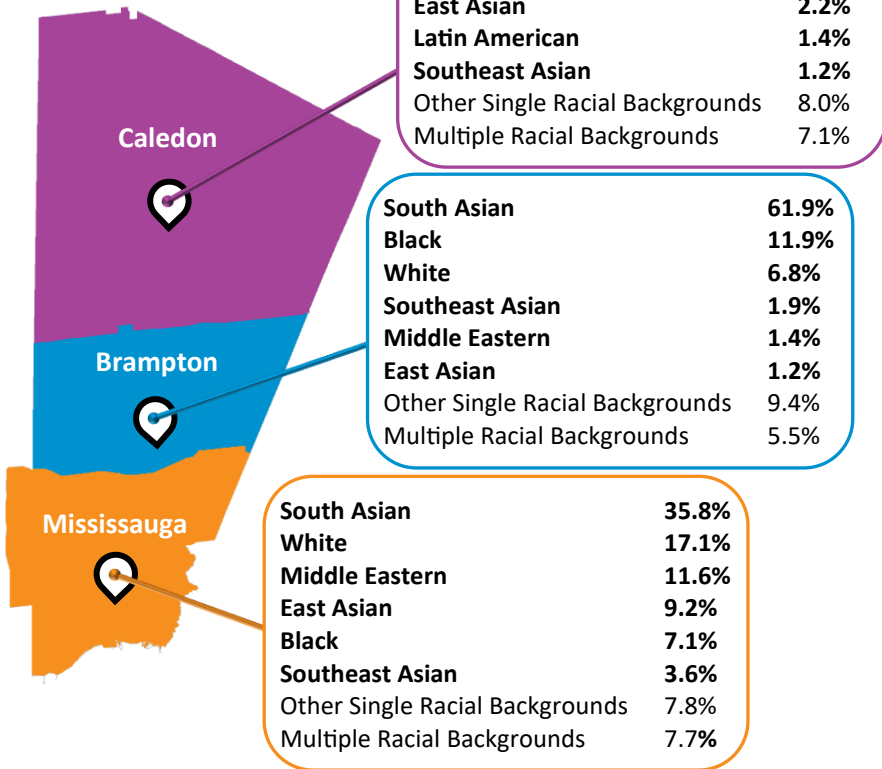 East Asian 2.2%
Latin American 1.4%
Southeast Asian 1.2%
Other Single Racial Backgrounds 8.0%
Multiple Racial Backgrounds 7.1%
Caledon
South Asian 61.9%
Black 11.9%
White 6.8%
Southeast Asian 1.9%
Middle Eastern 1.4%
East Asian 1.2%
Other Single Racial Backgrounds 9.4%
Multiple Racial Backgrounds 5.5%
Brampton
South Asian 35.8%
White 17.1%
Middle Eastern 11.6%
East Asian 9.2%
Black 7.1%
Southeast Asian 3.6%
Other Single Racial Backgrounds 7.8%
Multiple Racial Backgrounds 7.7%
Mississauga